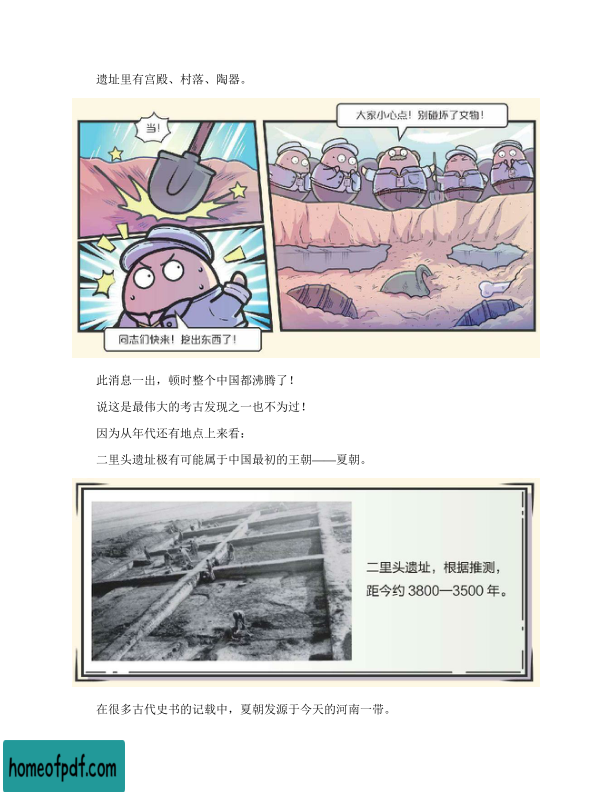 遗址里有宫殿、村落、陶器。
当!
大家小心点！别碰坏了文物！
同志们快来！挖出东西了！
此消息一出，顿时整个中国都沸腾了！
说这是最伟大的考古发现之一也不为过！
因为从年代还有地点上来看：
二里头遗址极有可能属于中国最初的王朝——夏朝。
二里头遗址，根据推测，
距今约 3800—3500 年。
在很多古代史书的记载中，夏朝发源于今天的河南一带。
homeofpdf.com